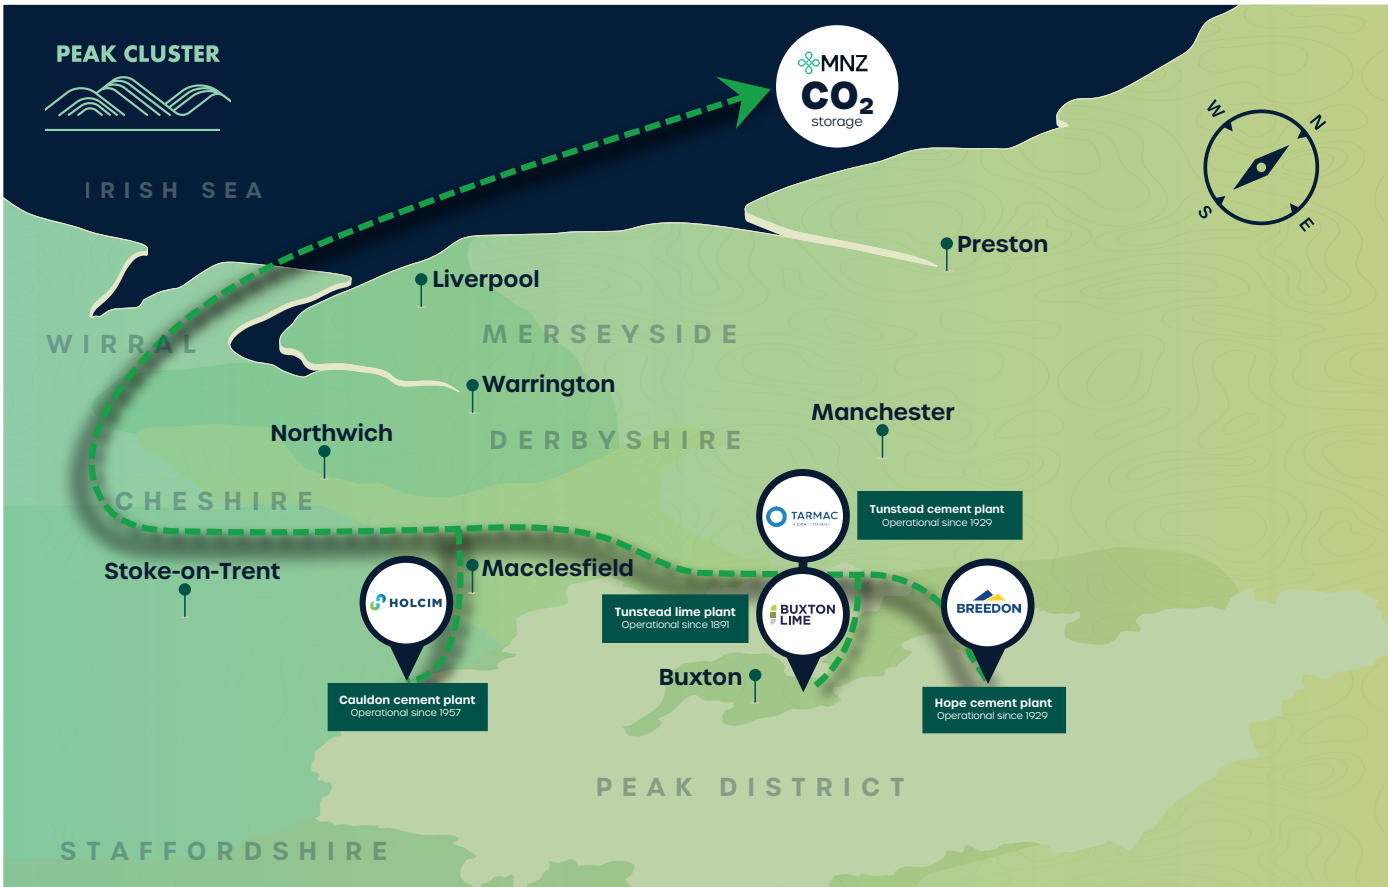 PEAK CLUSTER
MNZ
CO₂
storage
W
N
S
E
IRISH SEA
Preston
Liverpool
MERSEYSIDE
WIRRAL
Warrington
Manchester
Northwich
DERBYSHIRE
CHESHIRE
TARMAC
Tunstead cement plant
Operational since 1929
Stoke-on-Trent
Macclesfield
HOLCIM
BUXTON
LIME
Tunstead lime plant
Operational since 1891
BREEDON
Buxton
Cauldon cement plant
Operational since 1957
Hope cement plant
Operational since 1929
PEAK DISTRICT
STAFFORDSHIRE